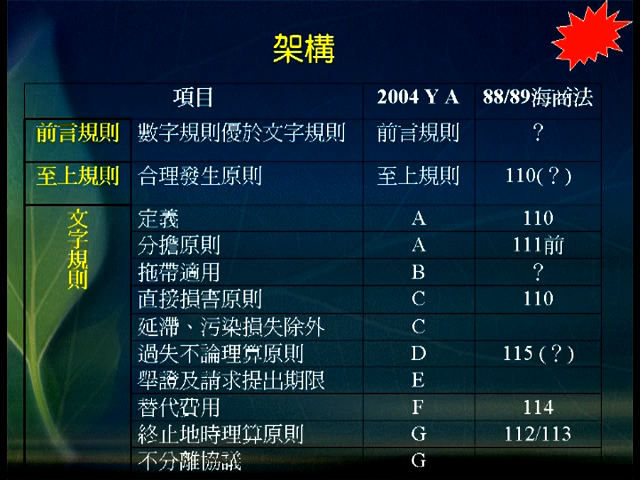 架構
項目 2004 Y A 88/89海商法
前言規則 數字規則優於文字規則 前言規則 ？
至上規則 合理發生原則 至上規則 110(？)
文字規則 定義 A 110
分擔原則 A 111前
拖帶適用 B ？
直接損害原則 C 110
延滯、污染損失除外 C
過失不論理算原則 D 115 (？)
舉證及請求提出期限 E
替代費用 F 114
終止地時理算原則 G 112/113
不分離協議 G